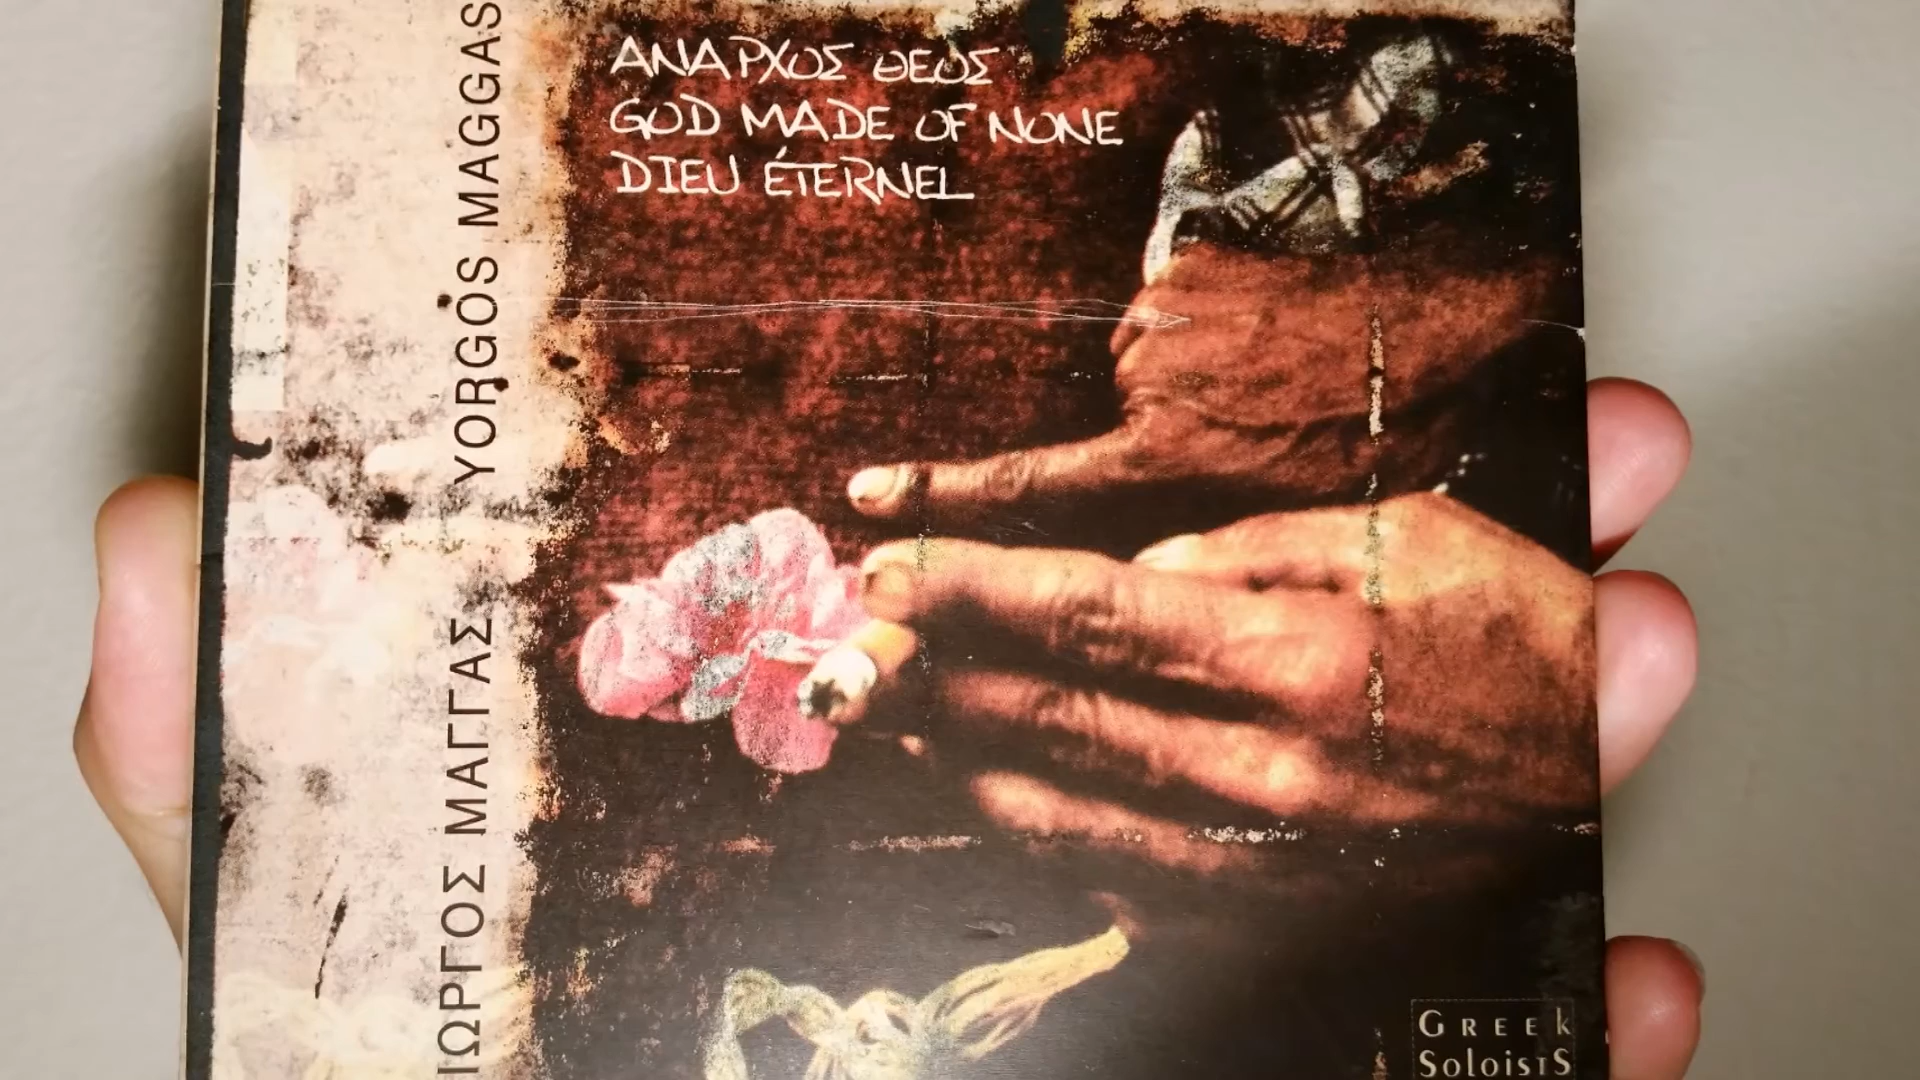 ΑΝΑΡΧΟΣ ΘΕΟΣ
GOD MADE OF NONE
DIEU ÉTERNEL
YORGOS MAGGAS
ΙΩΡΓΟΣ ΜΑΓΓΑΣ
GREEk
SoloisTS